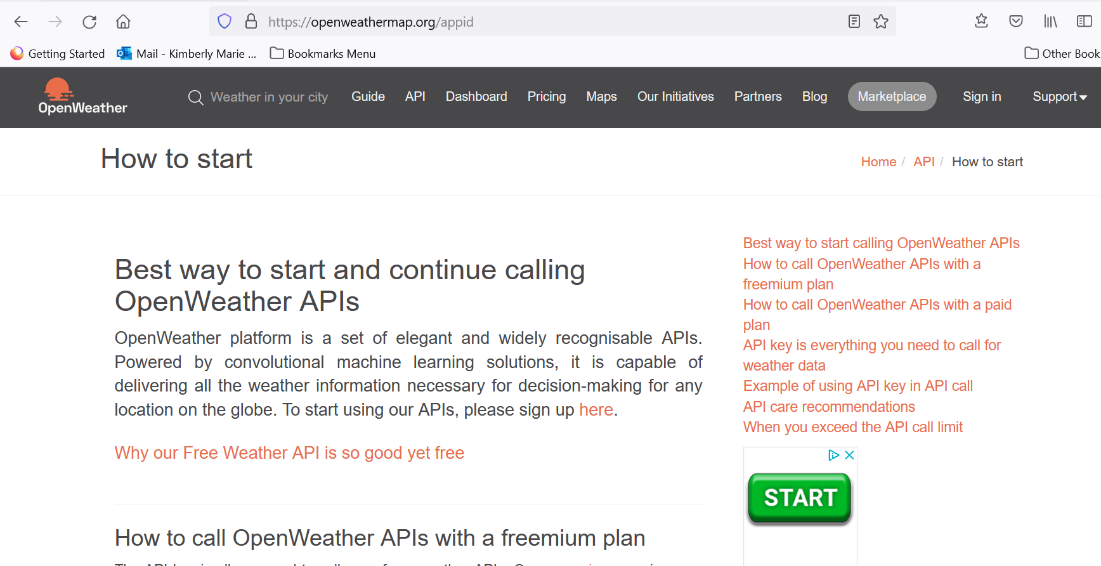 https://openweathermap.org/appid
Getting Started Mail - Kimberly Marie ... Bookmarks Menu Other Book
OpenWeather Weather in your city Guide API Dashboard Pricing Maps Our Initiatives Partners Blog Marketplace Sign in Support
How to start
Home / API / How to start
Best way to start and continue calling
OpenWeather APIs
OpenWeather platform is a set of elegant and widely recognisable APIs.
Powered by convolutional machine learning solutions, it is capable of
delivering all the weather information necessary for decision-making for any
location on the globe. To start using our APIs, please sign up here.
Why our Free Weather API is so good yet free
How to call OpenWeather APIs with a freemium plan
Best way to start calling OpenWeather APIs
How to call OpenWeather APIs with a
freemium plan
How to call OpenWeather APIs with a paid
plan
API key is everything you need to call for
weather data
Example of using API key in API call
API care recommendations
When you exceed the API call limit
START